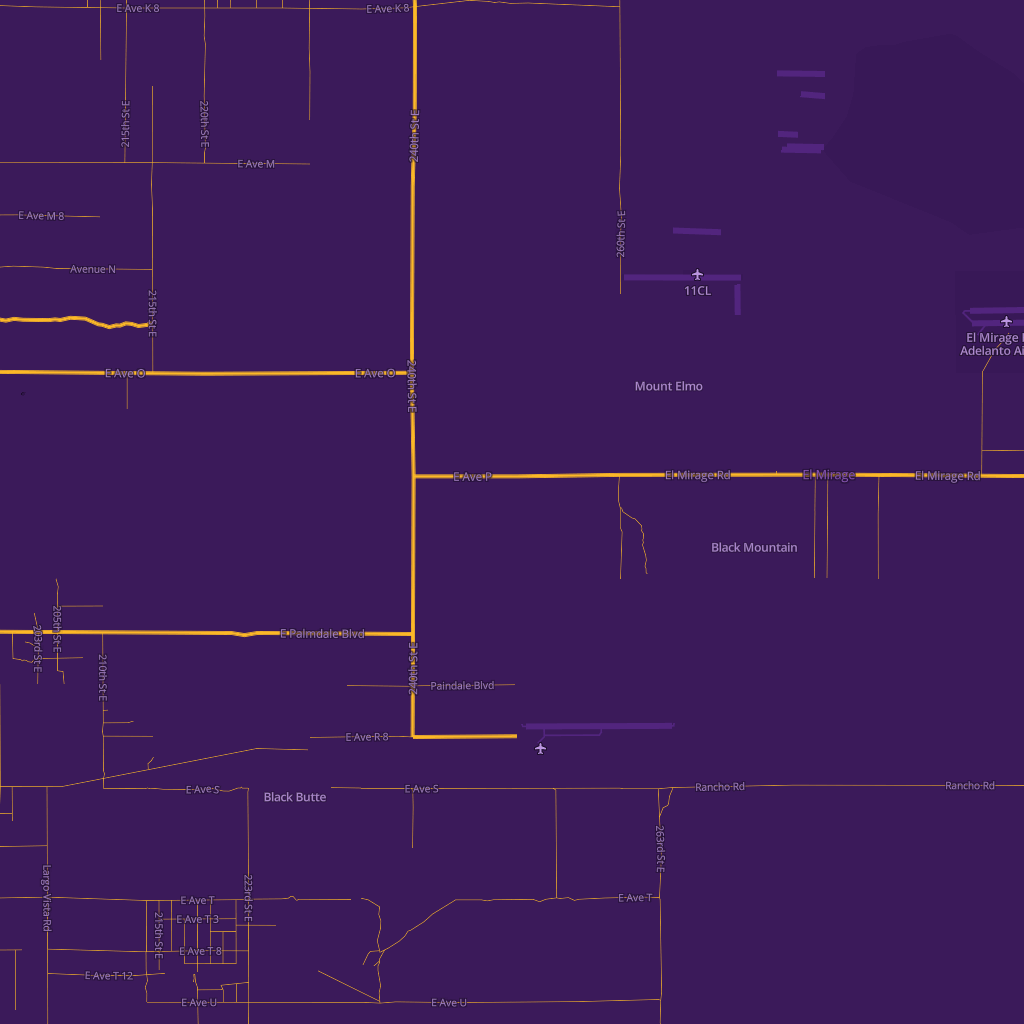 E Ave K 8
E Ave K 8
215th St E
220th St E
240th St E
E Ave M
E Ave M 8
260th St E
Avenue N
11CL
215th St E
El Mirage
Adelanto Ai
E Ave O
E Ave O
240th St E
Mount Elmo
E Ave P
El Mirage Rd
El Mirage
El Mirage Rd
Black Mountain
205th St E
203rd St E
E Palmdale Blvd
210th St E
240th St E
Paindale Blvd
E Ave R 8
E Ave S
Black Butte
E Ave S
Rancho Rd
Rancho Rd
263rd St E
Largo Vista Rd
223rd St E
E Ave T
E Ave T
215th St E
E Ave T 3
E Ave T 8
E Ave T 12
E Ave U
E Ave U